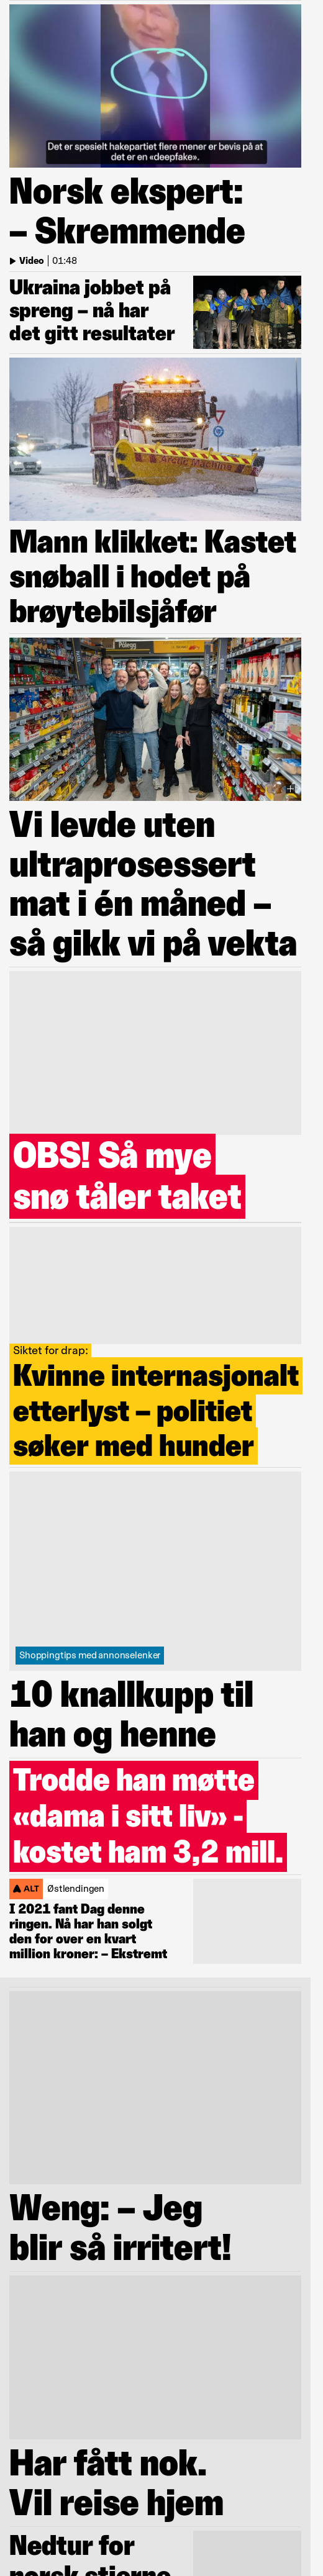 Det er spesielt hakepartiet flere mener er bevis på at
det er en «deepfake».
Norsk ekspert:
– Skremmende
Video | 01:48
Ukraina jobbet på
spreng – nå har
det gitt resultater
Mann klikket: Kastet
snøball i hodet på
brøytebilsjåfør
Vi levde uten
ultraprosessert
mat i én måned –
så gikk vi på vekta
OBS! Så mye
snø tåler taket
Siktet for drap:
Kvinne internasjonalt
etterlyst – politiet
søker med hunder
Shoppingtips med annonselenker
10 knallkupp til
han og henne
Trodde han møtte
«dama i sitt liv» -
kostet ham 3,2 mill.
ALT Østlendingen
I 2021 fant Dag denne
ringen. Nå har han solgt
den for over en kvart
million kroner: – Ekstremt
Weng: – Jeg
blir så irritert!
Har fått nok.
Vil reise hjem
Nedtur for
norsk stjerne